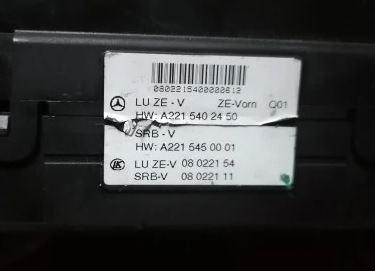 0802215400000612
LU ZE - V ZE-Vorn Q01
HW: A221 540 24 50
SRB - V
HW: A221 545 00 01
LU ZE-V 08 0221 54
SRB-V 08 0221 11